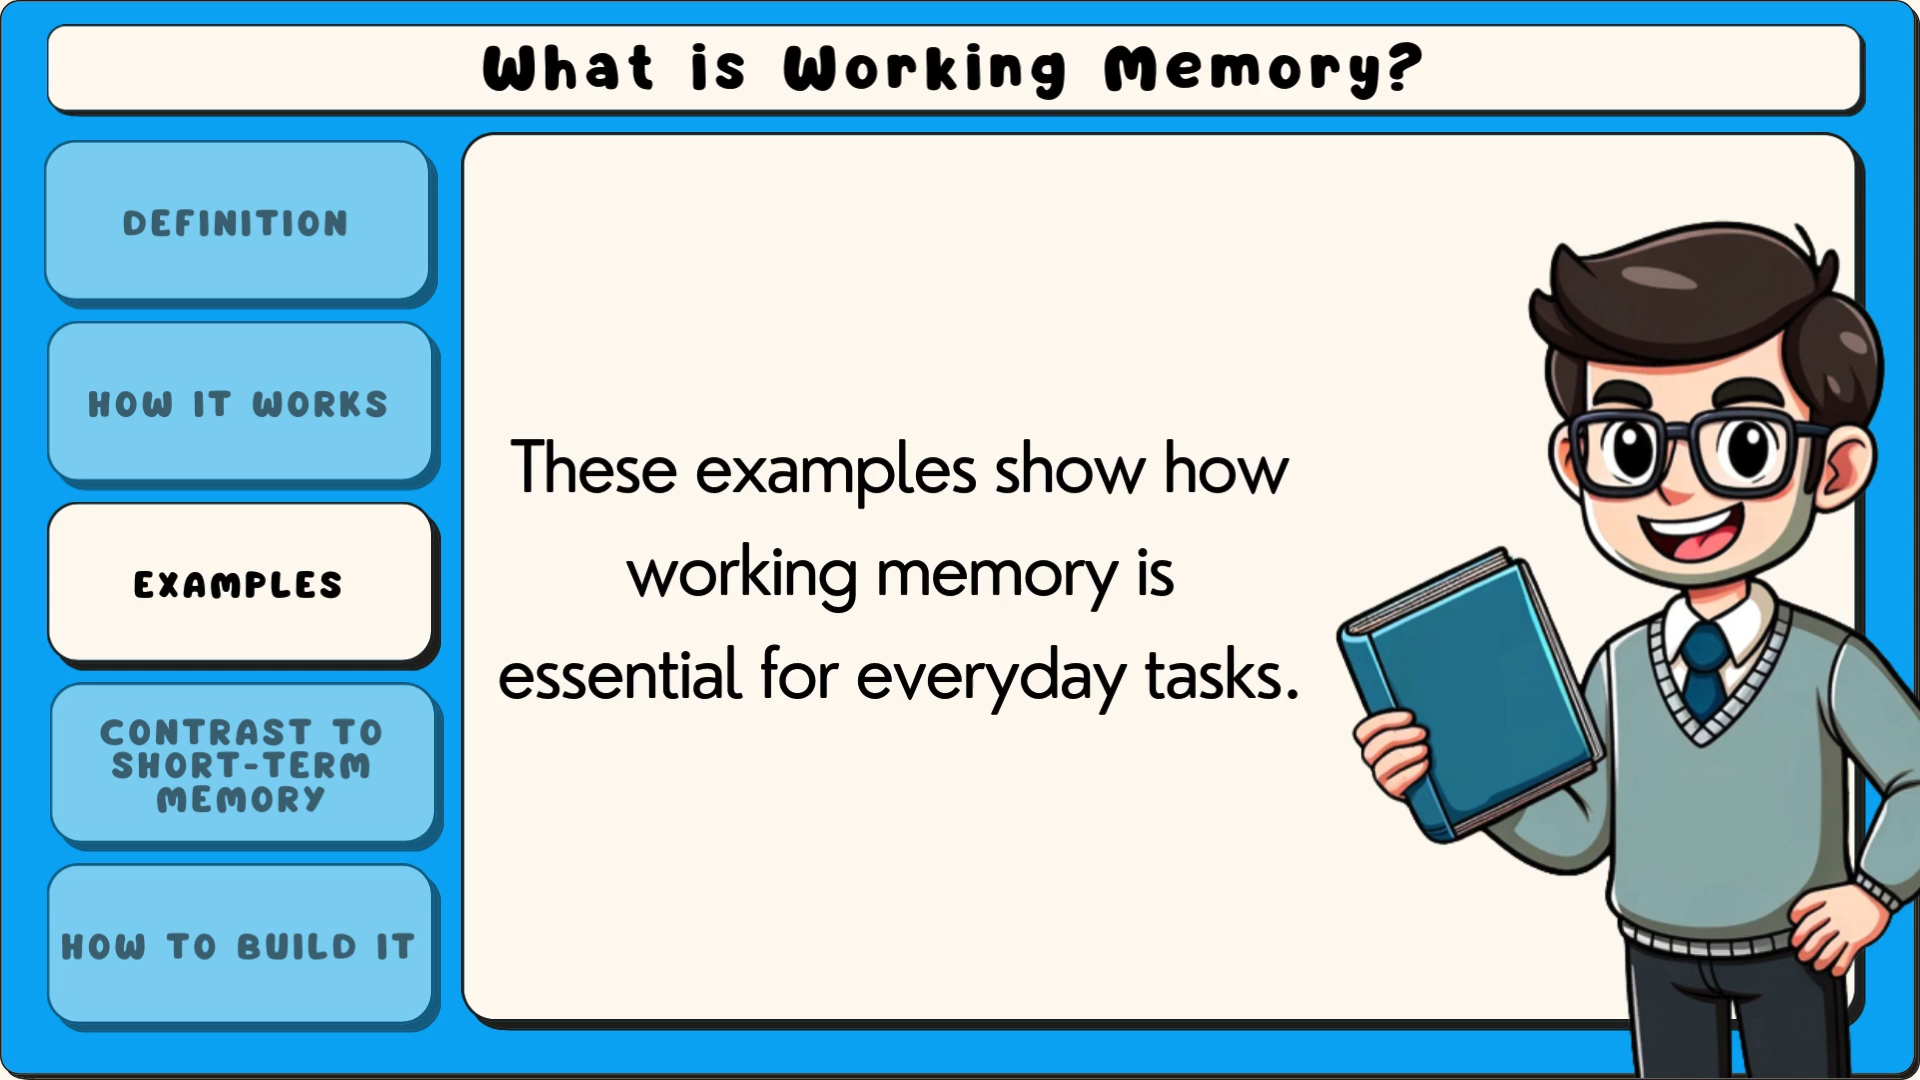 What is Working Memory?
DEFINITION
HOW IT WORKS
EXAMPLES
CONTRAST TO
SHORT-TERM
MEMORY
HOW TO BUILD IT
These examples show how
working memory is
essential for everyday tasks.